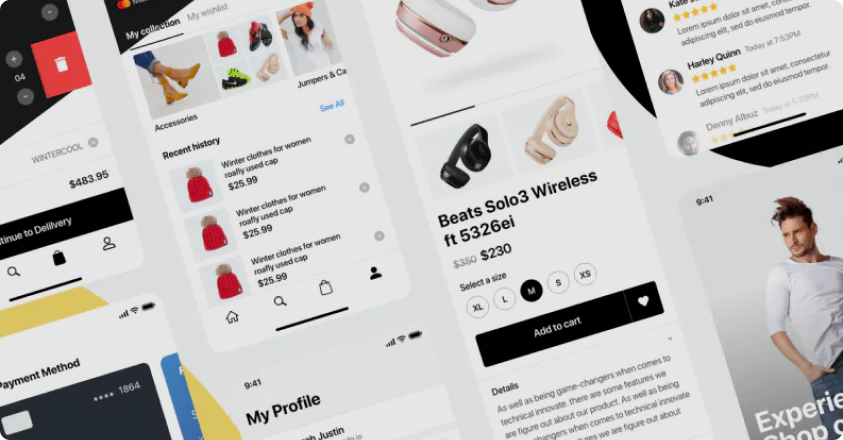 04
WINTERCOOL
$483.95
tinue to Delilvery
Payment Method
**** 1864
My collection
My wishlist
Accessories
Jumpers & Ca
See All
Recent history
Winter clothes for women
roafly used cap
$25.99
Winter clothes for women
roafly used cap
$25.99
Winter clothes for women
roafly used cap
$25.99
9:41
My Profile
Justin
Beats Solo3 Wireless
ft 5326ei
$350 $230
Select a size
XL L M S XS
Add to cart
Details
As well as being game-changers when comes to
technical innovate, there are some features we
are figure out about our product. As well as being
game-changers when comes to technical innovate
there are some features we are figure out about
Lorem ipsum dolor sit amet, consectetur
adipiscing elit, sed do eiusmod tempor
Harley Quinn Today at 7:53PM
Lorem ipsum dolor sit amet, consectetur
adipiscing elit, sed do eiusmod tempor
Denny Albuz Today at 5:30PM
9:41
Experie